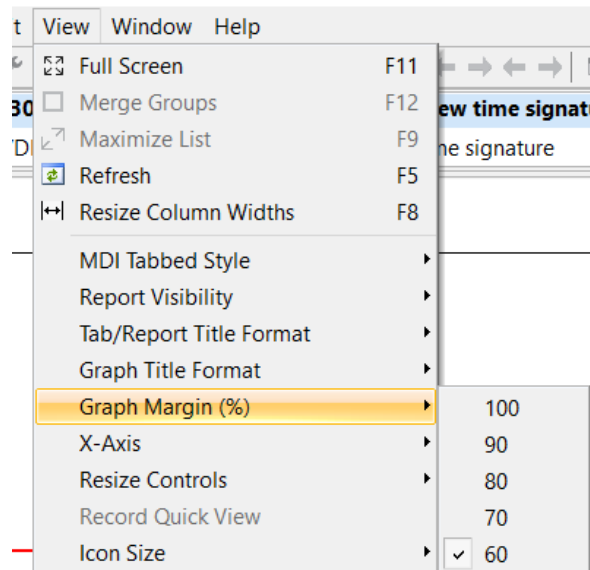 t View Window Help
Full Screen F11
Merge Groups F12
30 ew time signat
Maximize List F9
'DI ne signature
Refresh F5
Resize Column Widths F8
MDI Tabbed Style
Report Visibility
Tab/Report Title Format
Graph Title Format
Graph Margin (%) 100
X-Axis 90
Resize Controls 80
Record Quick View 70
Icon Size 60